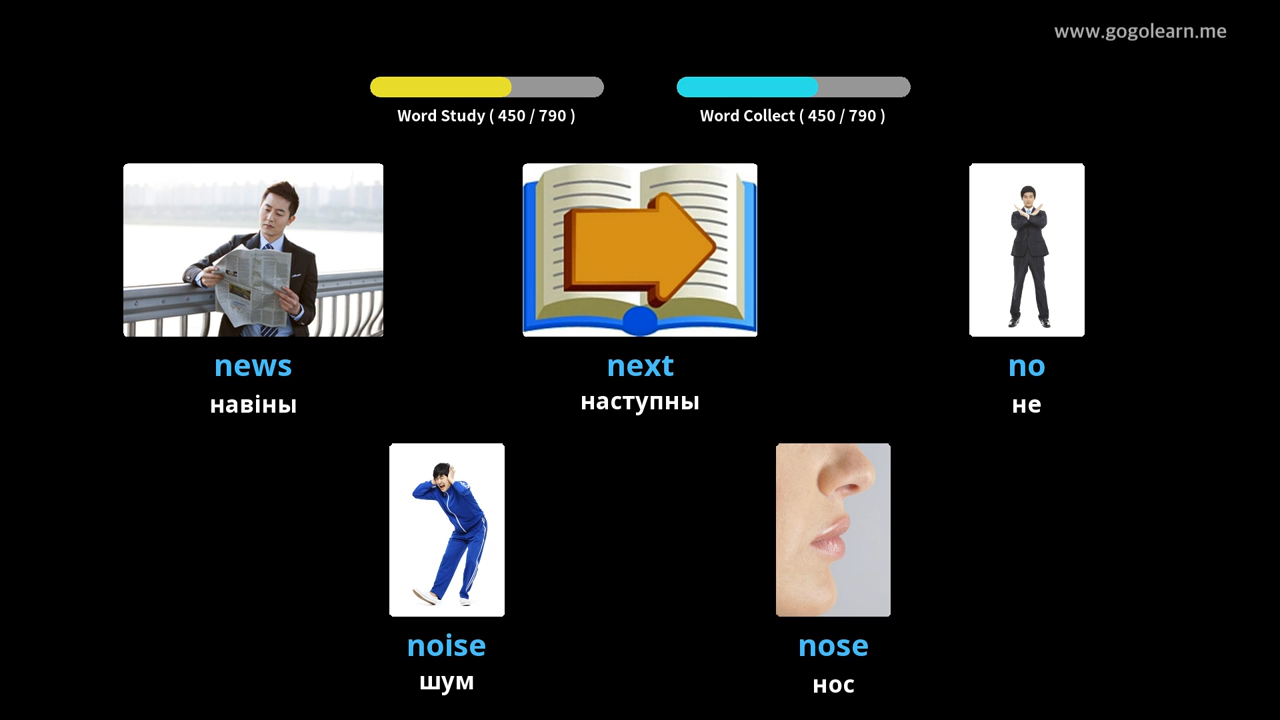 www.gogolearn.me
Word Study ( 450 / 790 )
Word Collect ( 450 / 790 )
news
навіны
next
наступны
no
не
noise
шум
nose
нос